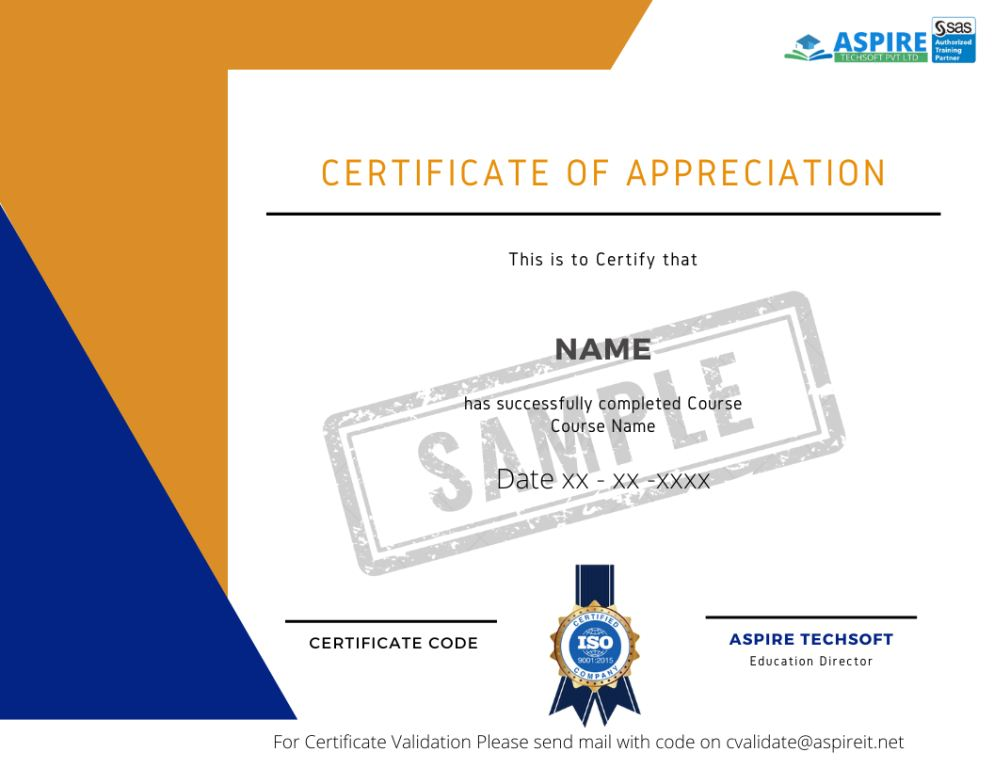 ASPIRE
TECHSOFT PVT LTD
sas
Authorized
Training
Partner
CERTIFICATE OF APPRECIATION
This is to Certify that
NAME
SAMPLE
has successfully completed Course
Course Name
Date xx - xx -xxxx
CERTIFICATE CODE
CERTIFIED
ISO
9001:2015
COMPANY
ASPIRE TECHSOFT
Education Director
For Certificate Validation Please send mail with code on cvalidate@aspireit.net